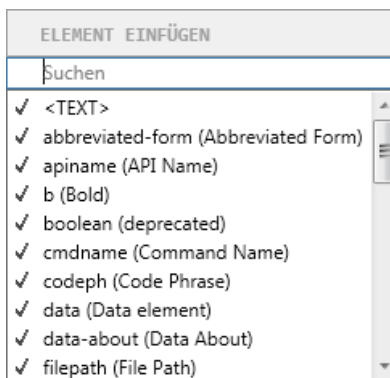 ELEMENT EINFÜGEN
Suchen
✓ <TEXT>
✓ abbreviated-form (Abbreviated Form)
✓ apiname (API Name)
✓ b (Bold)
✓ boolean (deprecated)
✓ cmdname (Command Name)
✓ codeph (Code Phrase)
✓ data (Data element)
✓ data-about (Data About)
✓ filepath (File Path)